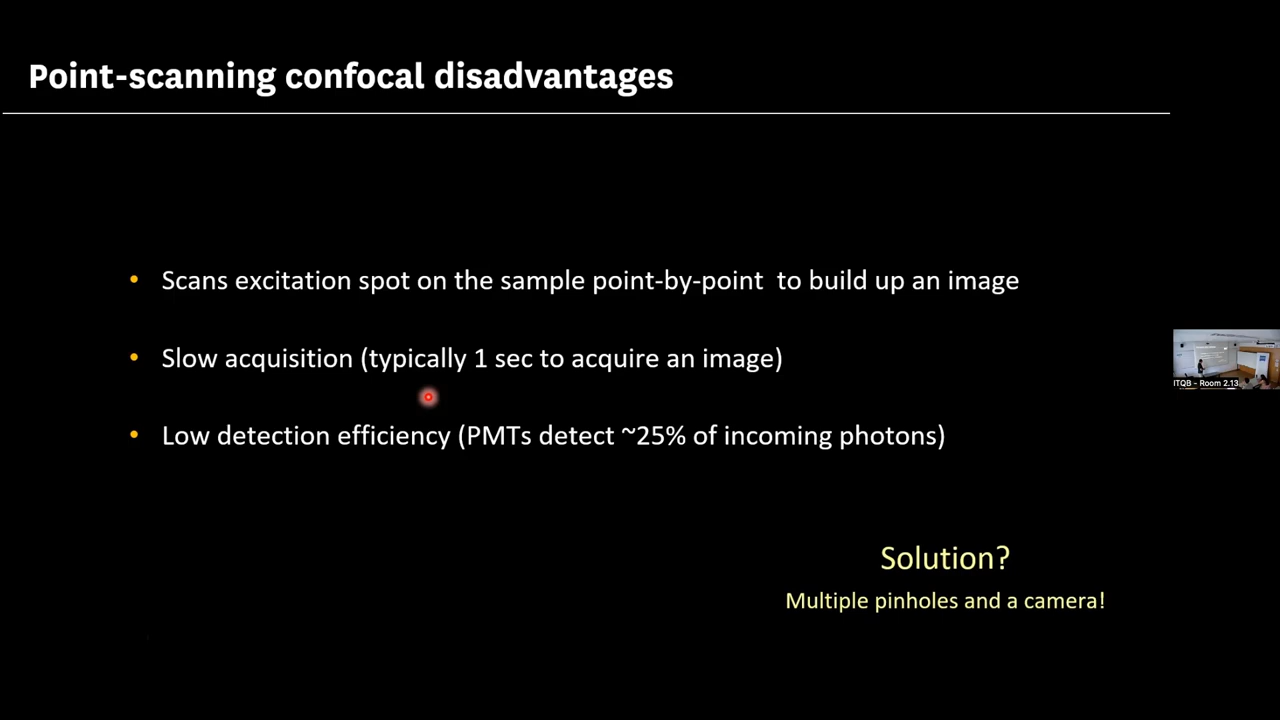 Point-scanning confocal disadvantages
• Scans excitation spot on the sample point-by-point  to build up an image
• Slow acquisition (typically 1 sec to acquire an image)
• Low detection efficiency (PMTs detect ~25% of incoming photons)
ITQB - Room 2.13
Solution?
Multiple pinholes and a camera!